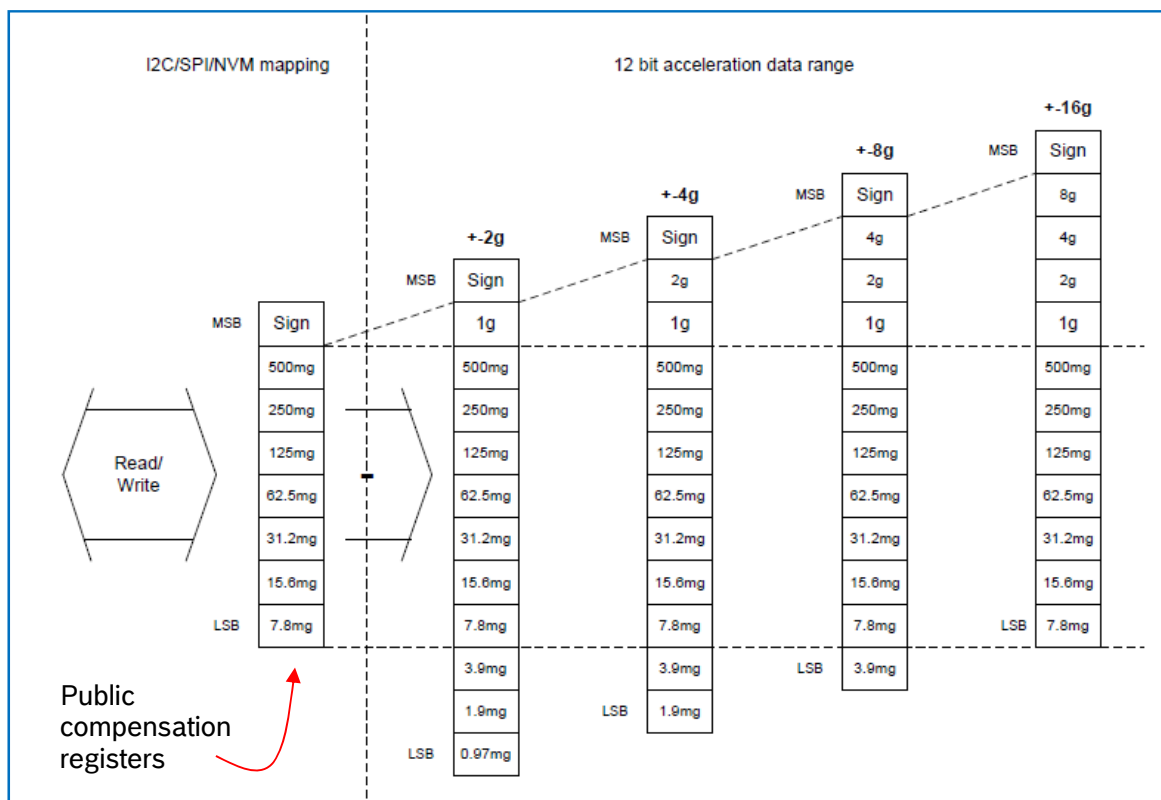 I2C/SPI/NVM mapping
12 bit acceleration data range
+-16g
MSB Sign
+-8g
8g
MSB Sign
4g
+-4g
4g
2g
MSB Sign
2g
+-2g
2g
1g
MSB Sign
1g
1g
1g
MSB Sign
500mg 500mg 500mg 500mg 500mg
250mg 250mg 250mg 250mg 250mg
125mg 125mg 125mg 125mg 125mg
Read/
Write
-
62.5mg 62.5mg 62.5mg 62.5mg 62.5mg
31.2mg 31.2mg 31.2mg 31.2mg 31.2mg
15.6mg 15.6mg 15.6mg 15.6mg 15.6mg
LSB 7.8mg 7.8mg 7.8mg 7.8mg LSB 7.8mg
3.9mg 3.9mg LSB 3.9mg
1.9mg LSB 1.9mg
LSB 0.97mg
Public
compensation
registers